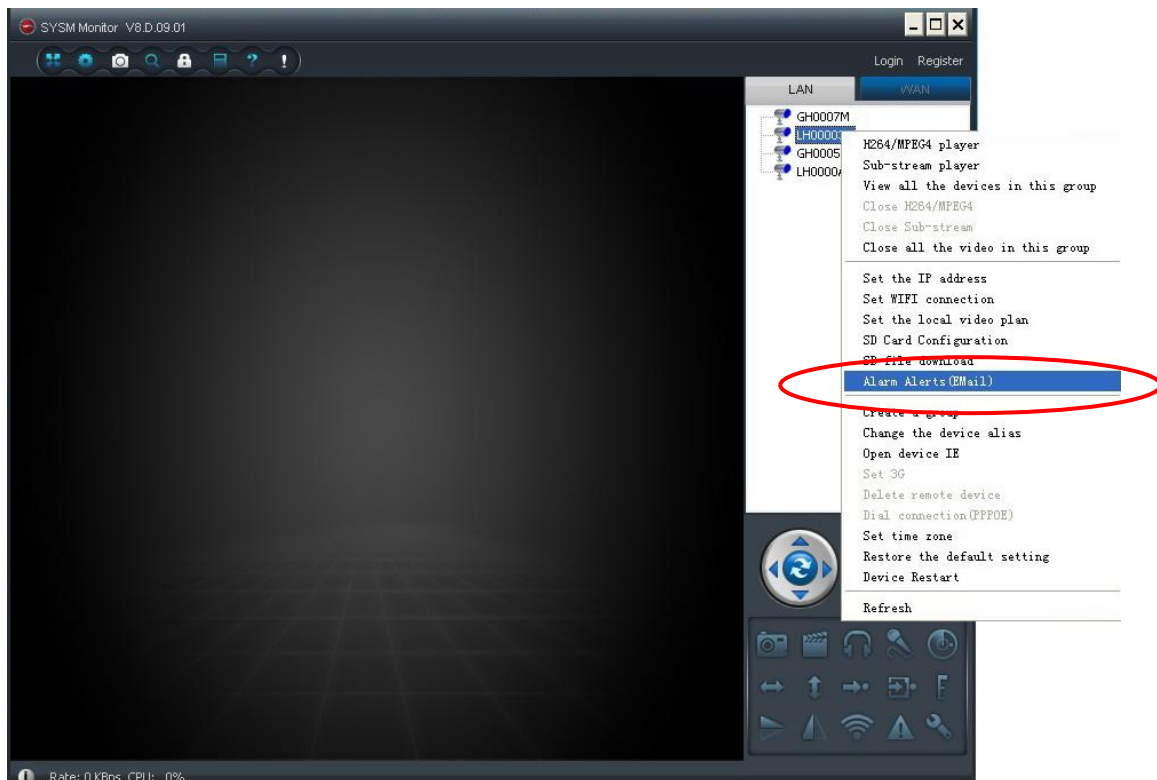 SYSM Monitor V8.D.09.01
Login Register
LAN WAN
GH0007M
GH0005
H264/MPEG4 player
Sub-stream player
View all the devices in this group
Close H264/MPEG4
Close Sub-stream
Close all the video in this group
Set the IP address
Set WIFI connection
Set the local video plan
SD Card Configuration
SD file download
Alarm Alerts(EMail)
Create a group
Change the device alias
Open device IE
Set 3G
Delete remote device
Dial connection(PPPOE)
Set time zone
Restore the default setting
Device Restart
Refresh
F
Rate: 0 KBps CPU: 0%